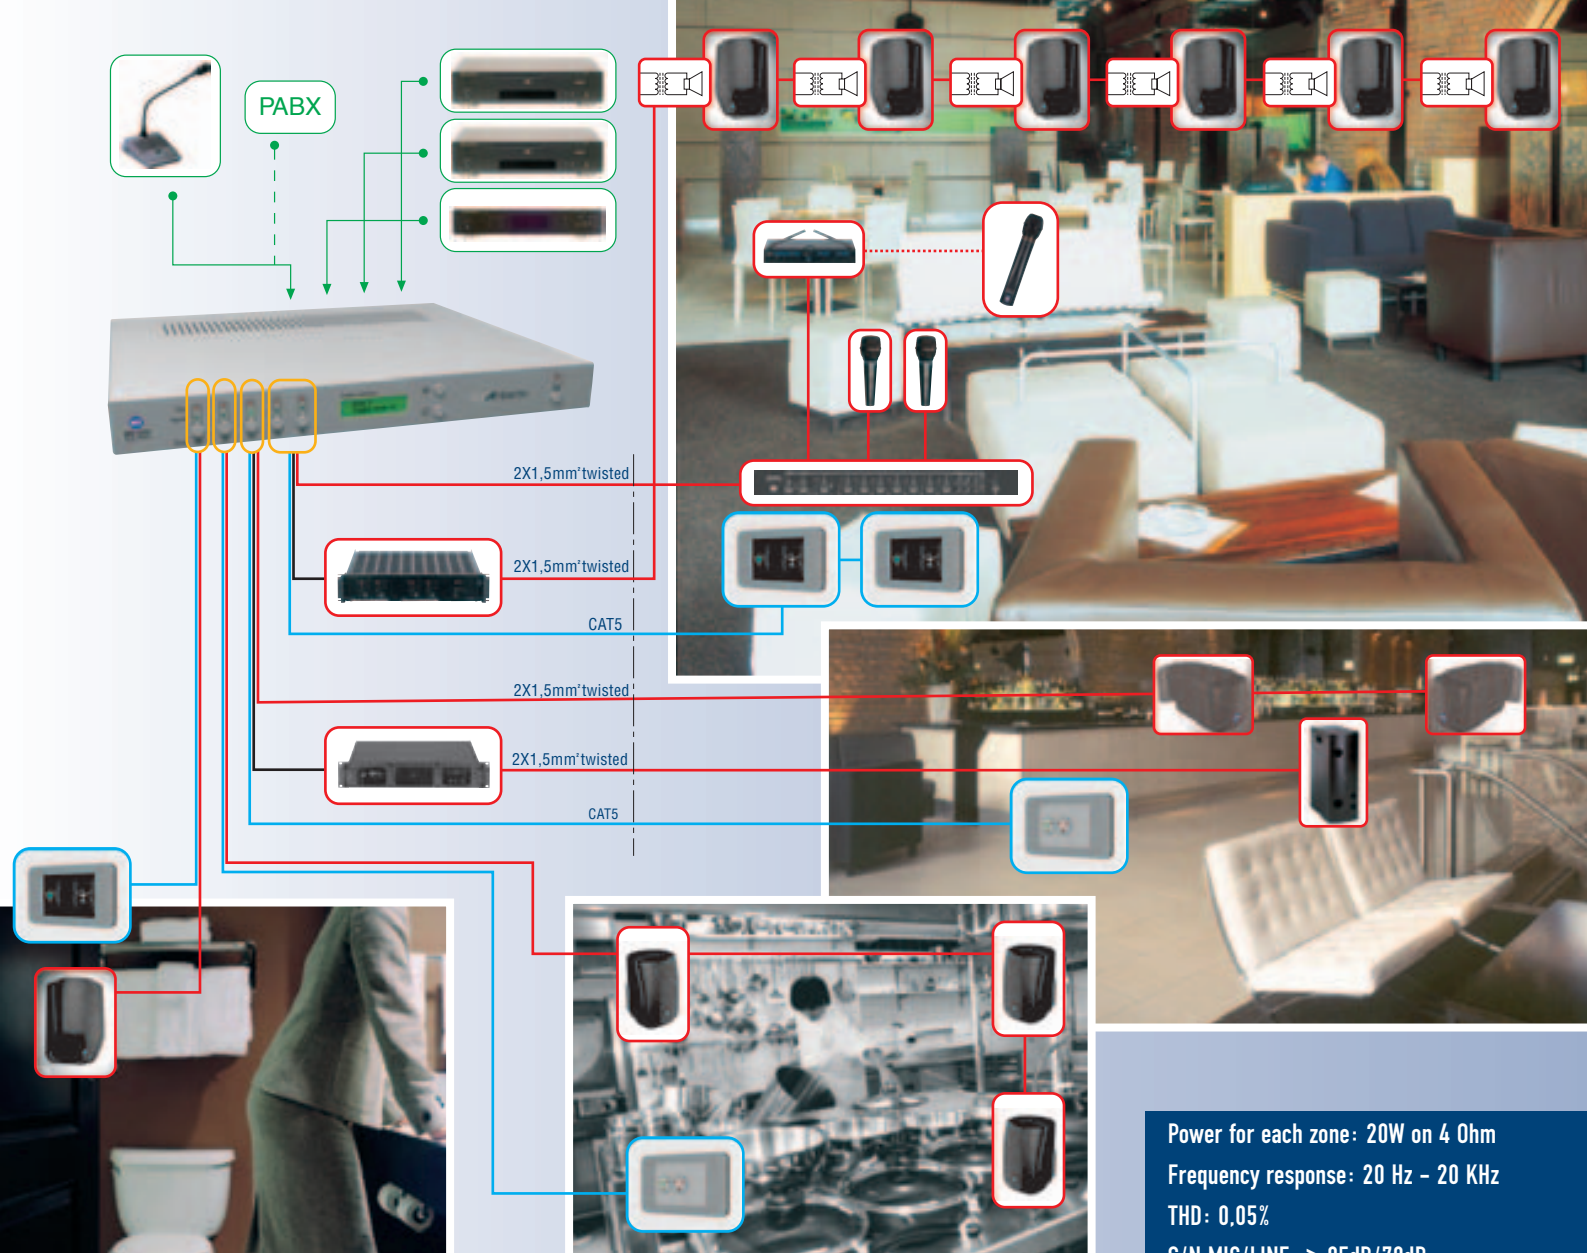 PABX
2X1,5mm²twisted
2X1,5mm²twisted
CAT5
2X1,5mm²twisted
2X1,5mm²twisted
CAT5
Power for each zone: 20W on 4 Ohm
Frequency response: 20 Hz - 20 KHz
THD: 0,05%